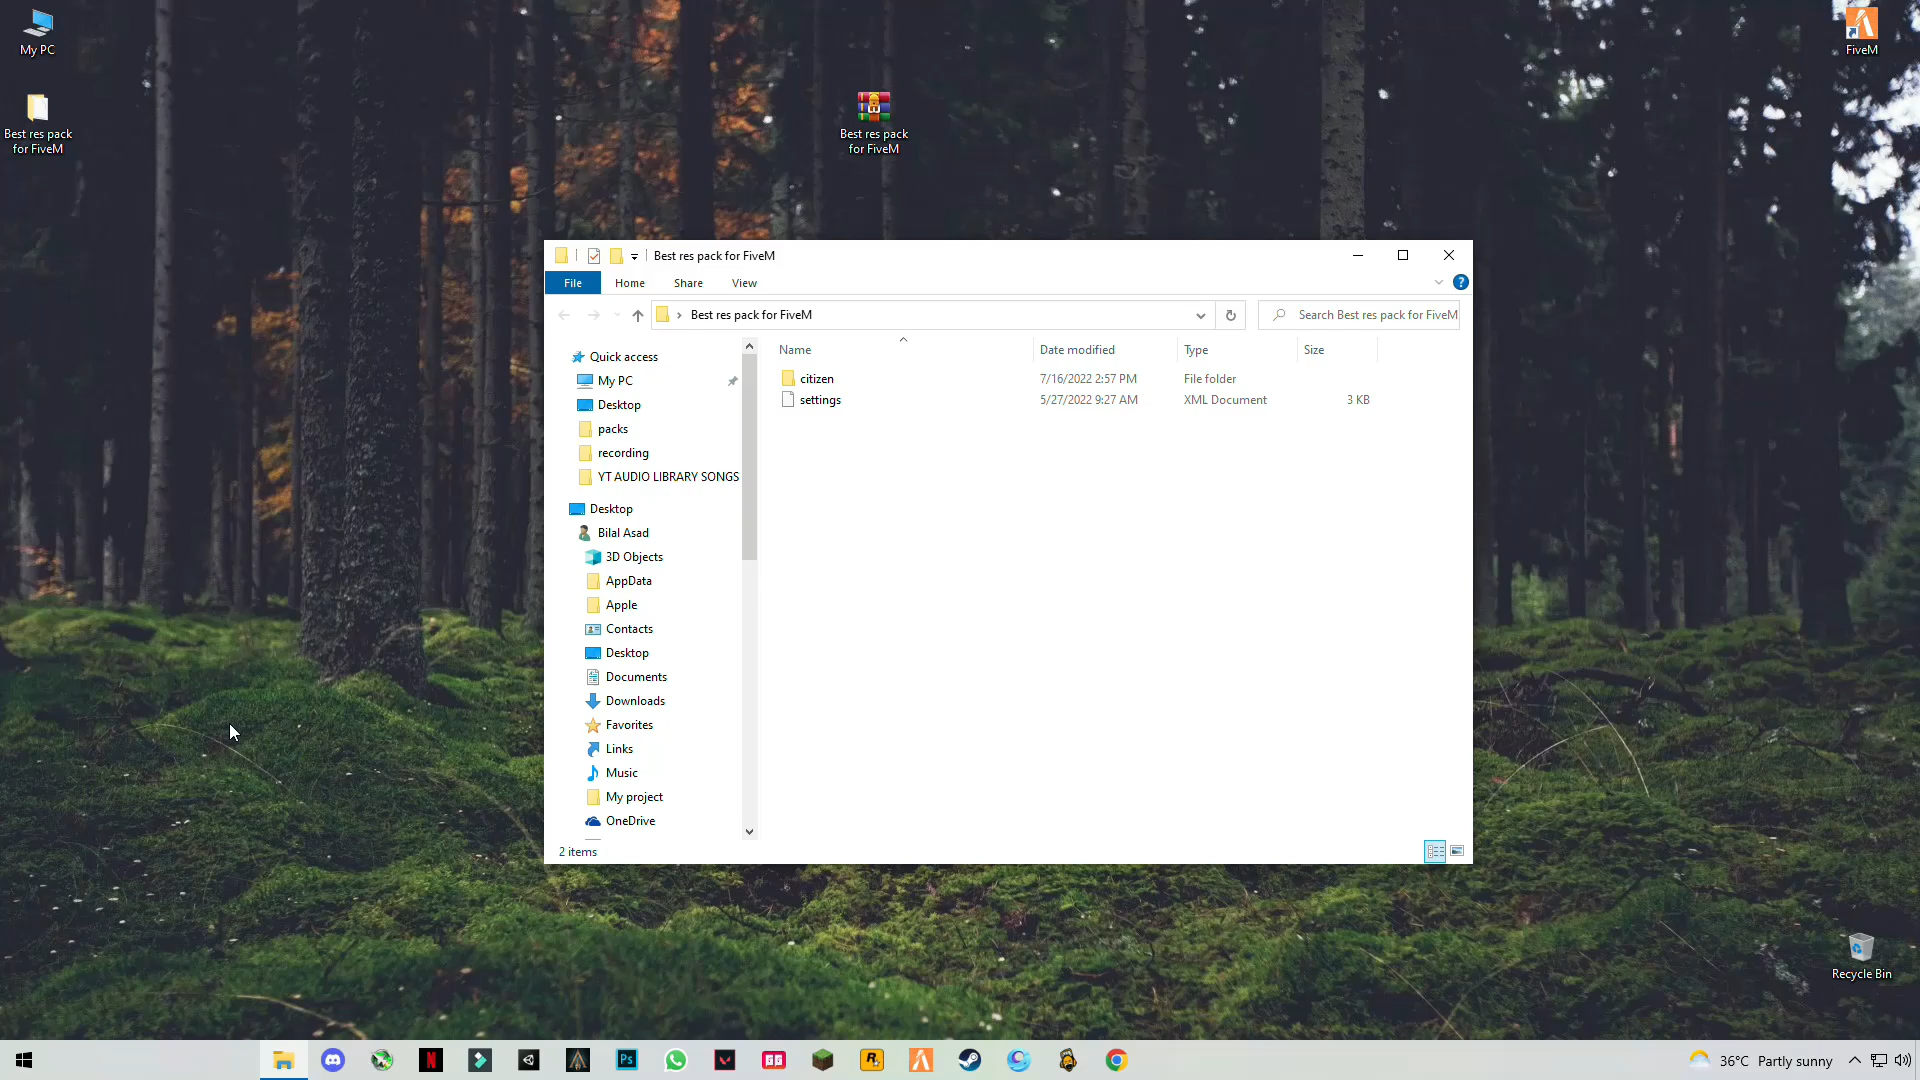 My PC
FiveM
Best res pack
for FiveM
Best res pack
for FiveM
Best res pack for FiveM
File Home Share View
Best res pack for FiveM
Search Best res pack for FiveM
Name Date modified Type Size
citizen 7/16/2022 2:57 PM File folder
settings 5/27/2022 9:27 AM XML Document 3 KB
Quick access
My PC
Desktop
packs
recording
YT AUDIO LIBRARY SONGS
Desktop
Bilal Asad
3D Objects
AppData
Apple
Contacts
Desktop
Documents
Downloads
Favorites
Links
Music
My project
OneDrive
2 items
Recycle Bin
36°C Partly sunny